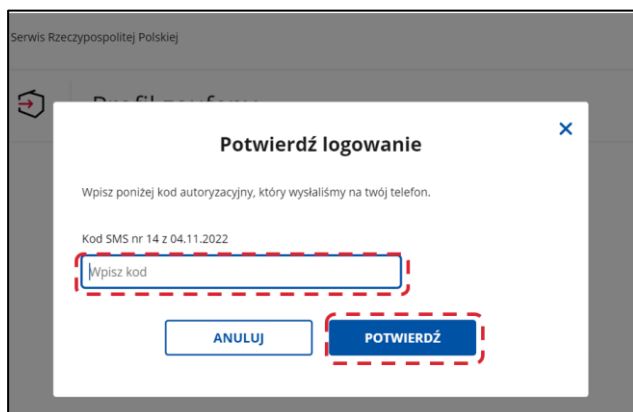 Serwis Rzeczypospolitej Polskiej
Potwierdź logowanie
Wpisz poniżej kod autoryzacyjny, który wysłaliśmy na twój telefon.
Kod SMS nr 14 z 04.11.2022
Wpisz kod
ANULUJ
POTWIERDŹ